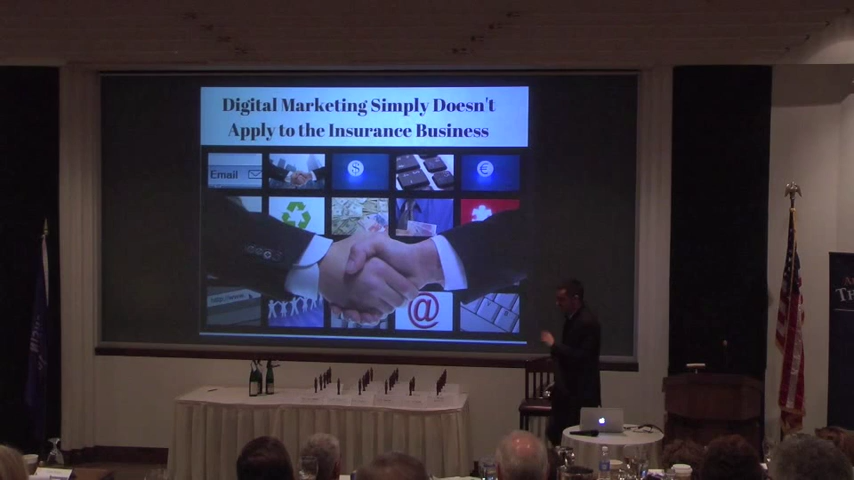 Digital Marketing Simply Doesn't
Apply to the Insurance Business
Email
@